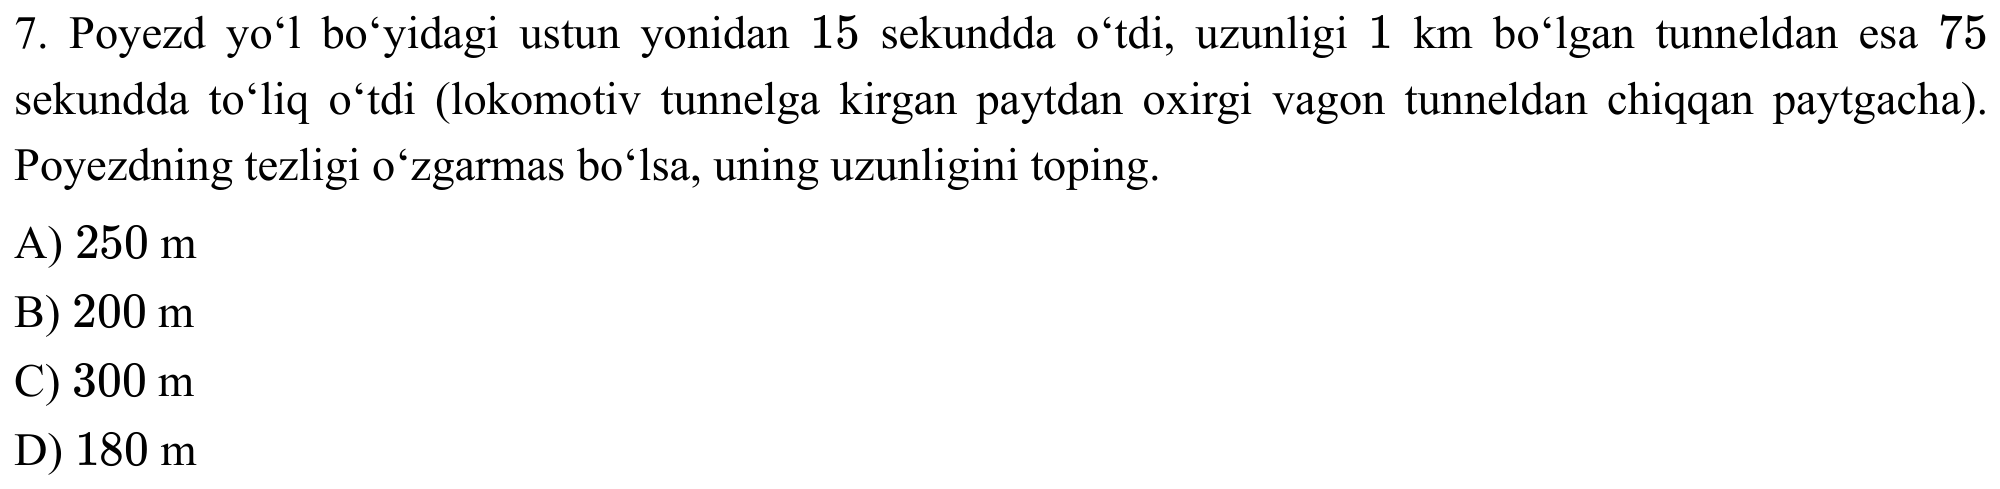 7. Poyezd yo‘l bo‘yidagi ustun yonidan 15 sekundda o‘tdi, uzunligi 1 km bo‘lgan tunneldan esa 75
sekundda to‘liq o‘tdi (lokomotiv tunnelga kirgan paytdan oxirgi vagon tunneldan chiqqan paytgacha).
Poyezdning tezligi o‘zgarmas bo‘lsa, uning uzunligini toping.
A) 250 m
B) 200 m
C) 300 m
D) 180 m